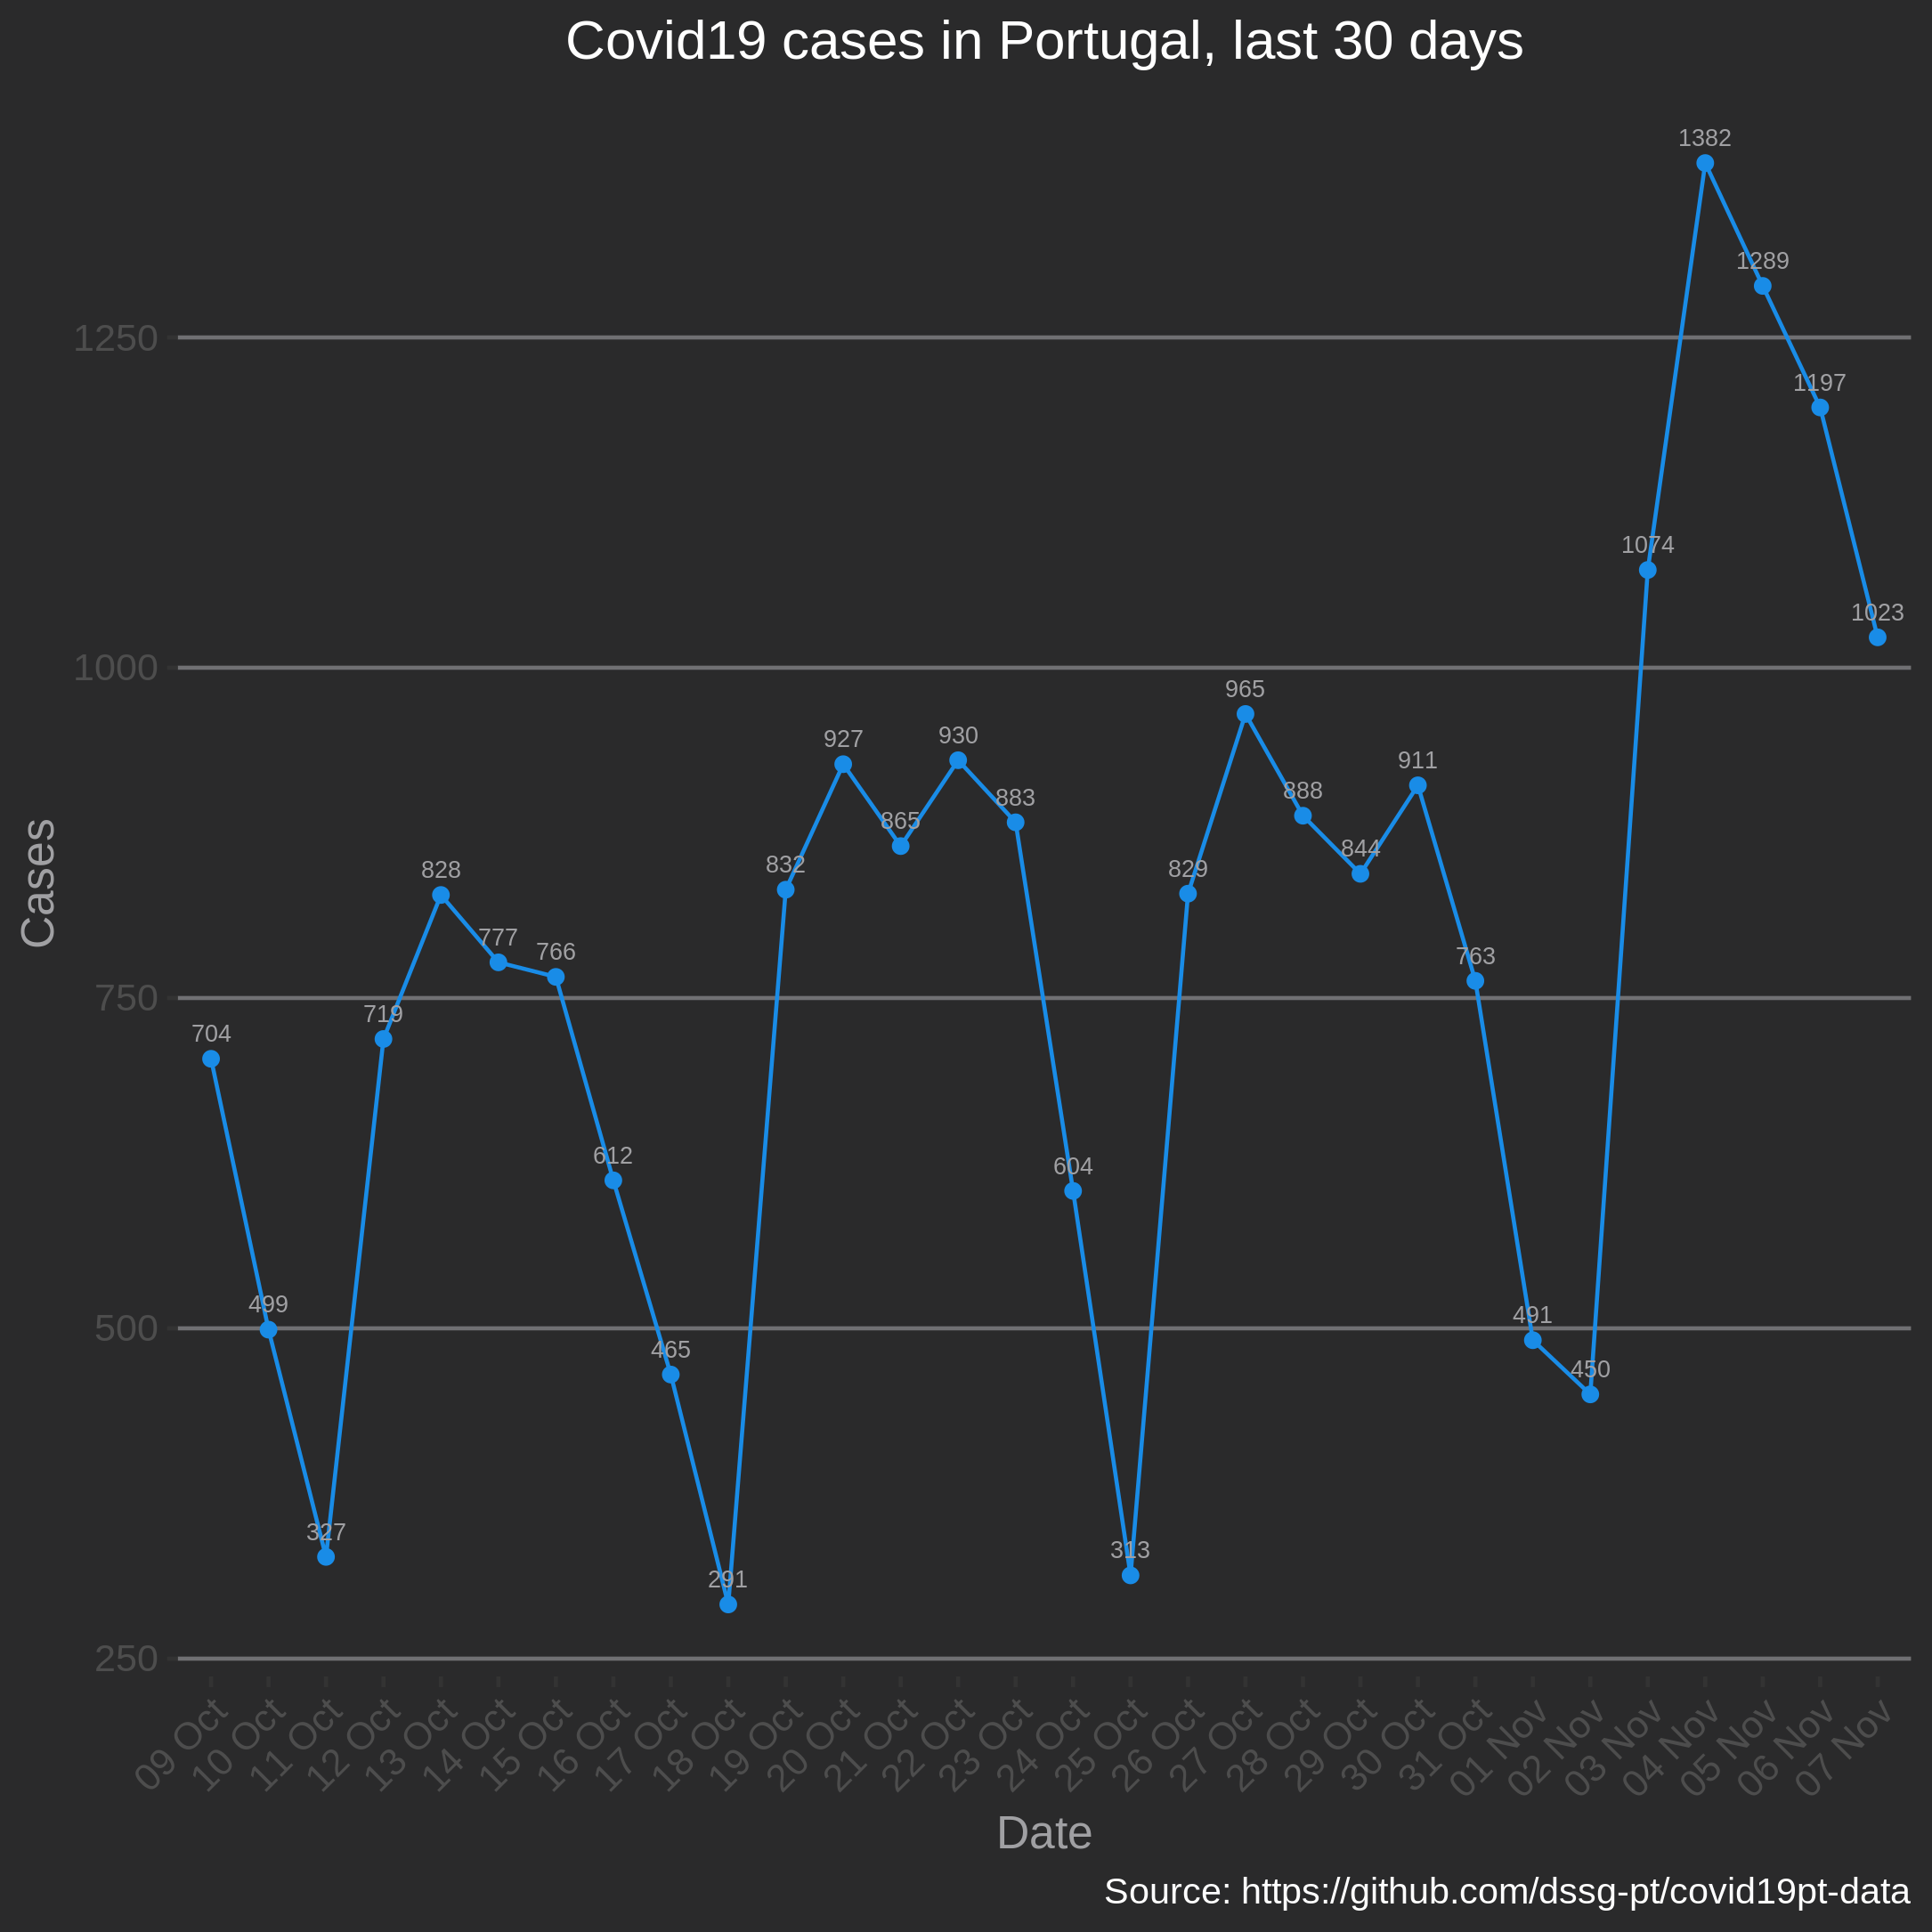 Covid19 cases in Portugal, last 30 days
1382
1289
1250
1197
1074
1023
1000
965
930
927
911
888
883
865
844
832
829
828
777
766
763
750
719
704
612
604
500
499
491
465
450
327
313
291
250
Cases
09 Oct
10 Oct
11 Oct
12 Oct
13 Oct
14 Oct
15 Oct
16 Oct
17 Oct
18 Oct
19 Oct
20 Oct
21 Oct
22 Oct
23 Oct
24 Oct
25 Oct
26 Oct
27 Oct
28 Oct
29 Oct
30 Oct
31 Oct
01 Nov
02 Nov
03 Nov
04 Nov
05 Nov
06 Nov
07 Nov
Date
Source: https://github.com/dssg-pt/covid19pt-data